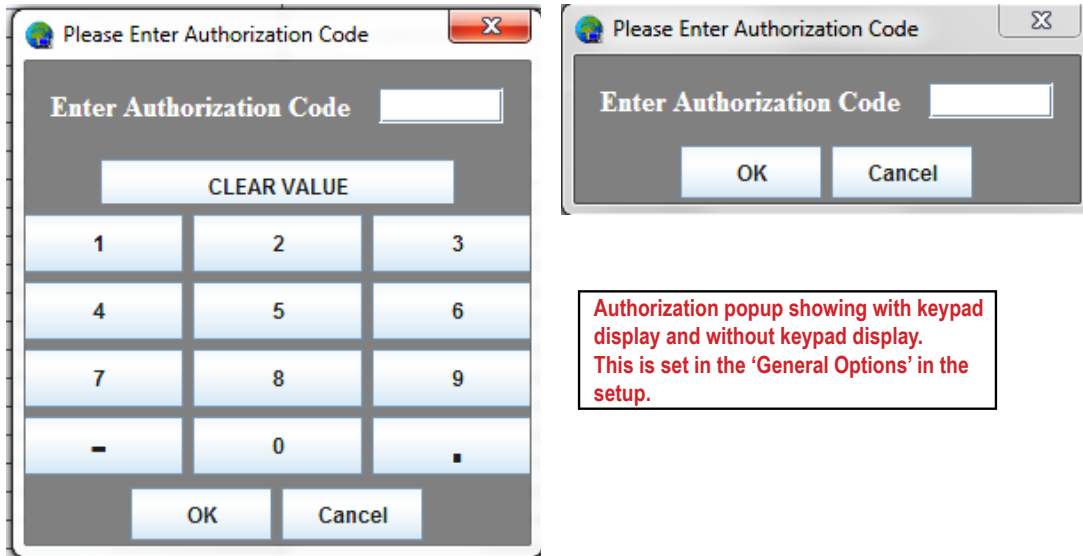 Please Enter Authorization Code
Enter Authorization Code
CLEAR VALUE
1 2 3
4 5 6
7 8 9
- 0 .
OK Cancel
Please Enter Authorization Code
Enter Authorization Code
OK Cancel
Authorization popup showing with keypad
display and without keypad display.
This is set in the ‘General Options’ in the
setup.